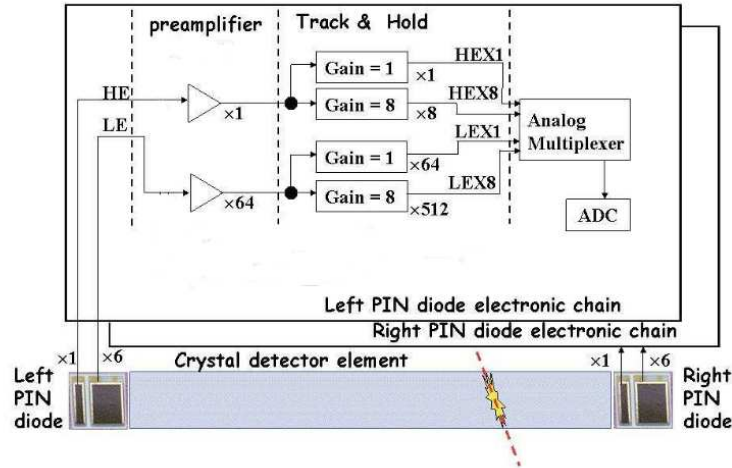 preamplifier
Track & Hold
HE
×1
Gain = 1
×1
HEX1
Gain = 8
×8
HEX8
LE
×64
Gain = 1
×64
LEX1
Gain = 8
×512
LEX8
Analog
Multiplexer
ADC
Left PIN diode electronic chain
Right PIN diode electronic chain
×1
×6
Crystal detector element
×1
×6
Left
PIN
diode
Right
PIN
diode